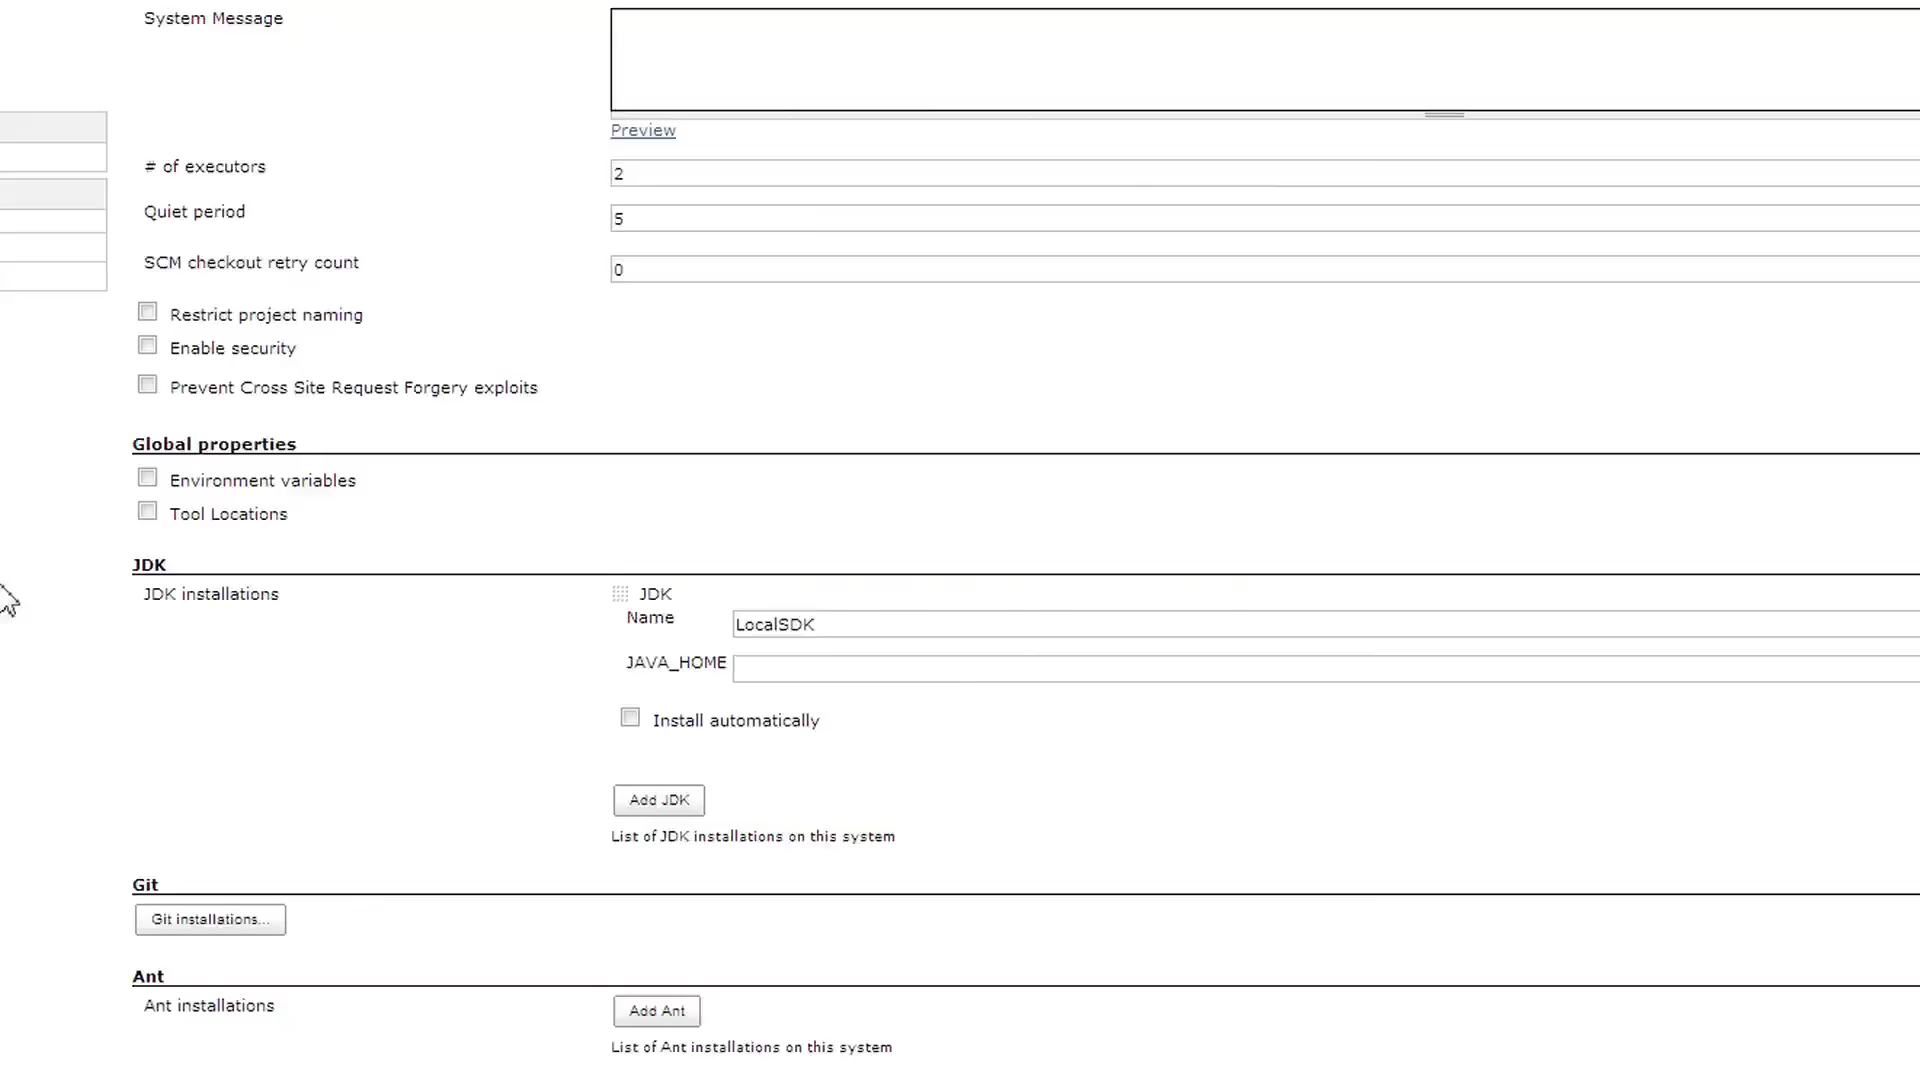 System Message
Preview
# of executors
2
Quiet period
5
SCM checkout retry count
0
Restrict project naming
Enable security
Prevent Cross Site Request Forgery exploits
Global properties
Environment variables
Tool Locations
JDK
JDK installations
JDK
Name
LocalSDK
JAVA_HOME
Install automatically
Add JDK
List of JDK installations on this system
Git
Git installations...
Ant
Ant installations
Add Ant
List of Ant installations on this system